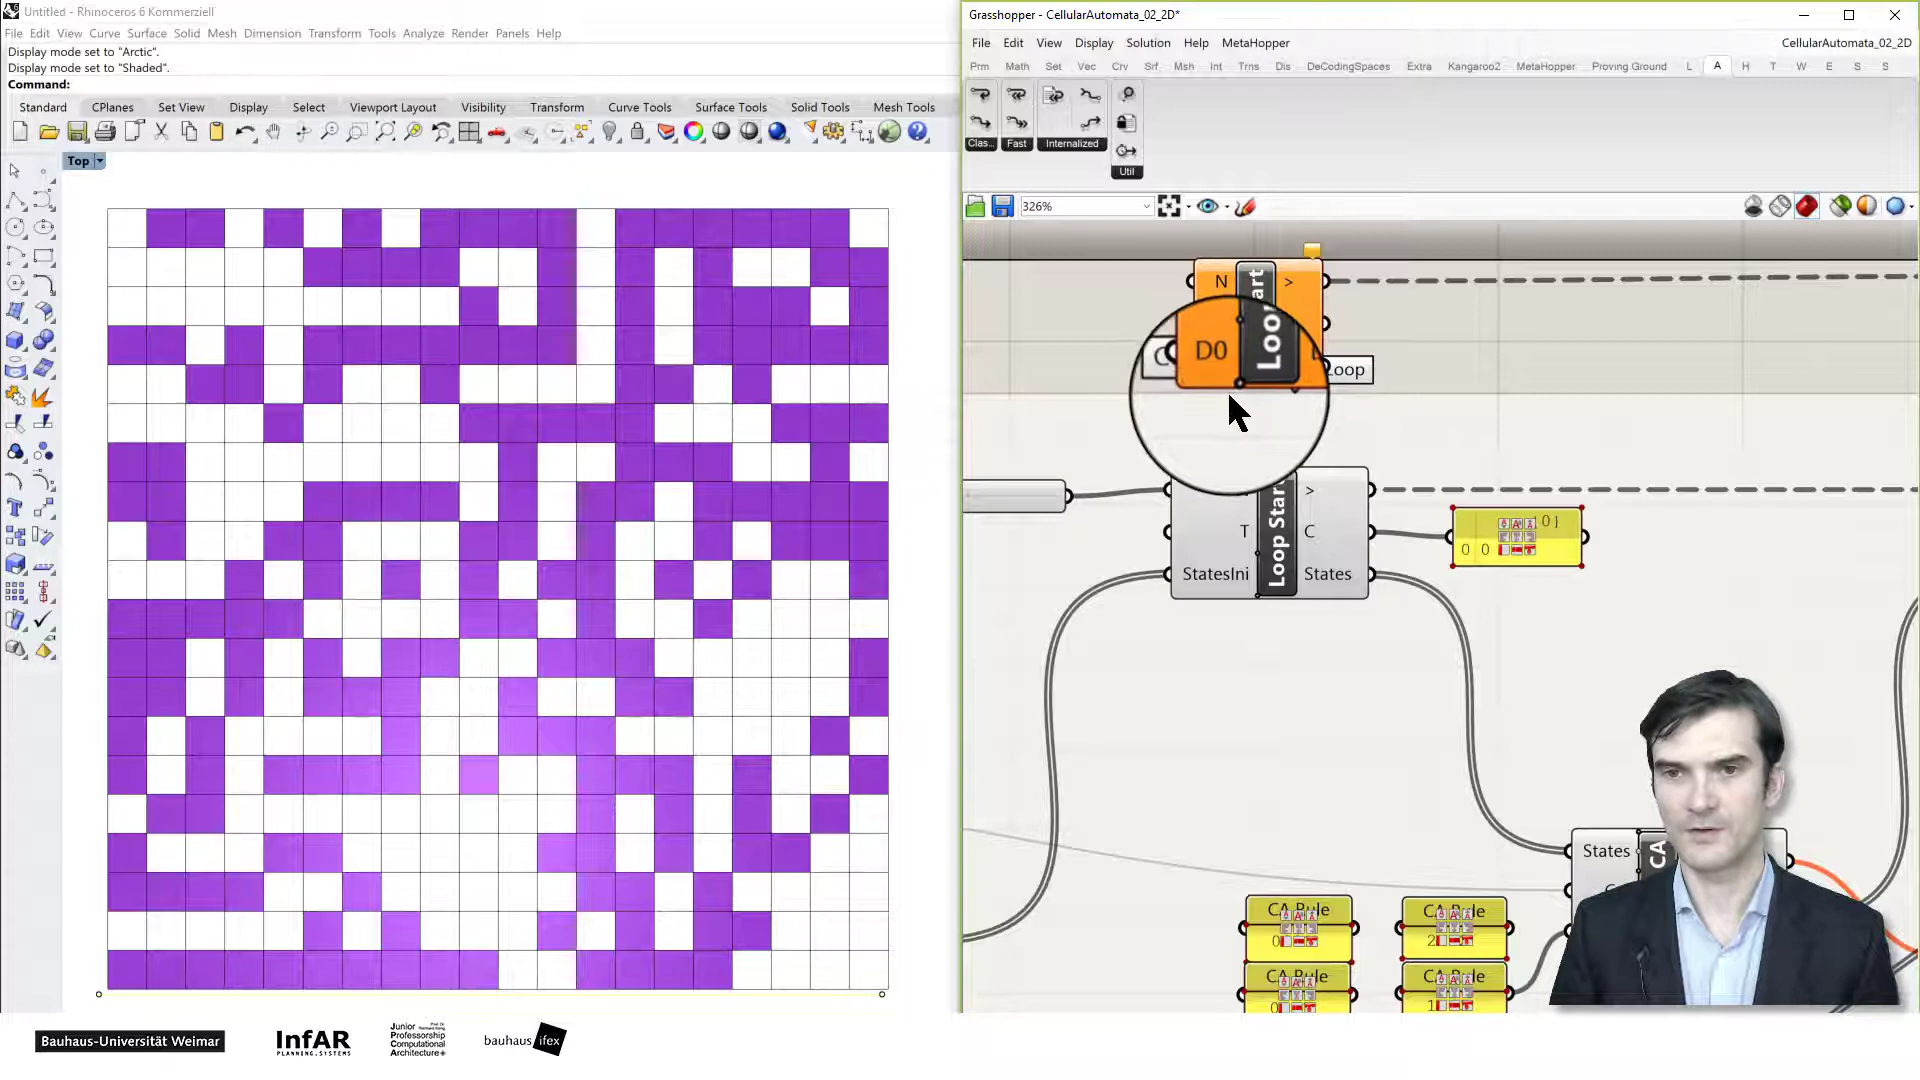 Untitled - Rhinoceros 6 Kommerziell
File Edit View Curve Surface Solid Mesh Dimension Transform Tools Analyze Render Panels Help
Display mode set to "Arctic".
Display mode set to "Shaded".
Command:
Standard CPlanes Set View Display Select Viewport Layout Visibility Transform Curve Tools Surface Tools Solid Tools Mesh Tools
Top
Grasshopper - CellularAutomata_02_2D*
File Edit View Display Solution Help MetaHopper CellularAutomata_02_2D
Prm Math Set Vec Crv Srf Msh Int Trns Dis DeCodingSpaces Extra Kangaroo2 MetaHopper Proving Ground L A H T W E S S
Clas... Fast Internalized
Util
326%
N >
D0
Loop
>
T Loop Start C
StatesIni States
0 0
States CA
CA Rule CA Rule
0 2
CA Rule CA Rule
0 1
Bauhaus-Universität Weimar
InfAR
PLANNING.SYSTEMS
Junior
Professorship
Computational
Architecture+
bauhaus ifex